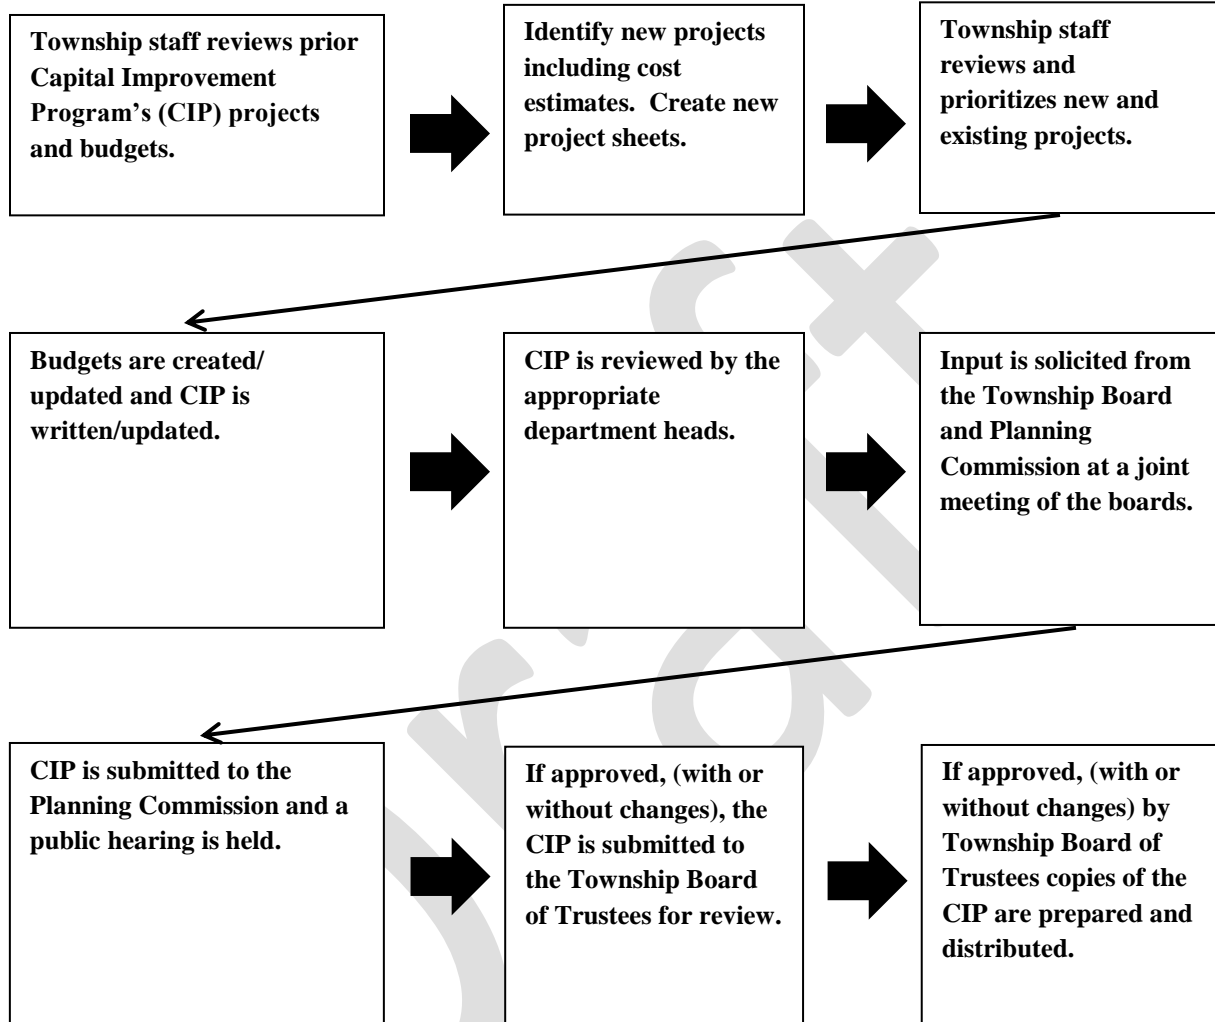 Township staff reviews prior
Capital Improvement
Program's (CIP) projects
and budgets.
Identify new projects
including cost
estimates.  Create new
project sheets.
Township staff
reviews and
prioritizes new and
existing projects.
Budgets are created/
updated and CIP is
written/updated.
CIP is reviewed by the
appropriate
department heads.
Input is solicited from
the Township Board
and Planning
Commission at a joint
meeting of the boards.
CIP is submitted to the
Planning Commission and a
public hearing is held.
If approved, (with or
without changes), the
CIP is submitted to
the Township Board
of Trustees for review.
If approved, (with or
without changes) by
Township Board of
Trustees copies of the
CIP are prepared and
distributed.
Draft